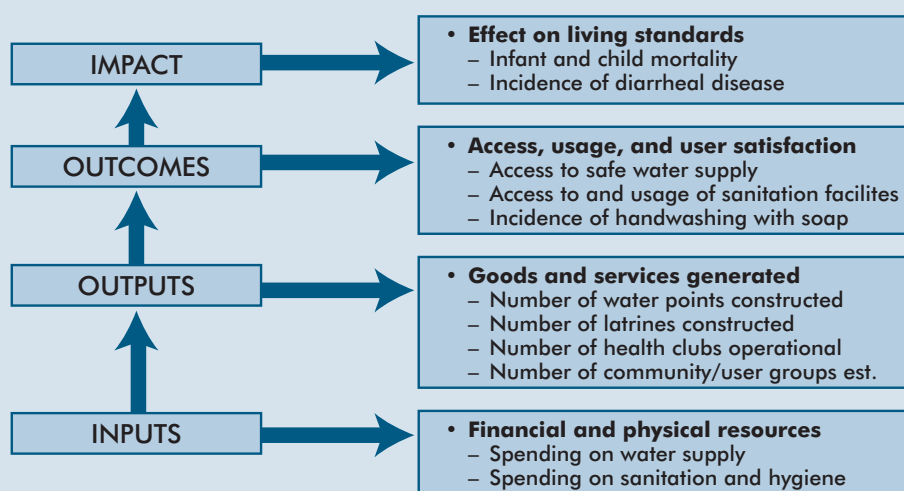 IMPACT
• Effect on living standards
– Infant and child mortality
– Incidence of diarrheal disease
OUTCOMES
• Access, usage, and user satisfaction
– Access to safe water supply
– Access to and usage of sanitation facilites
– Incidence of handwashing with soap
OUTPUTS
• Goods and services generated
– Number of water points constructed
– Number of latrines constructed
– Number of health clubs operational
– Number of community/user groups est.
INPUTS
• Financial and physical resources
– Spending on water supply
– Spending on sanitation and hygiene